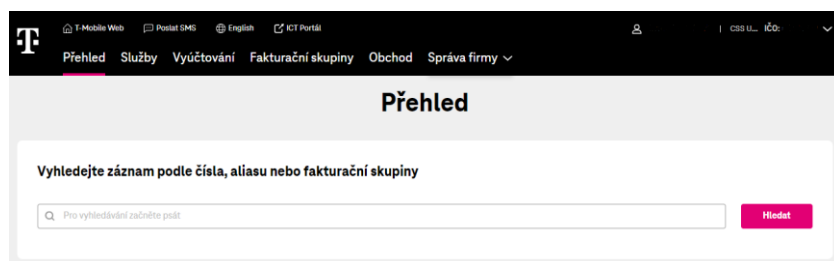 T-Mobile Web Poslat SMS English ICT Portál | CSS U... IČO:
Přehled Služby Vyúčtování Fakturační skupiny Obchod Správa firmy
Přehled
Vyhledejte záznam podle čísla, aliasu nebo fakturační skupiny
Pro vyhledávání začněte psát
Hledat